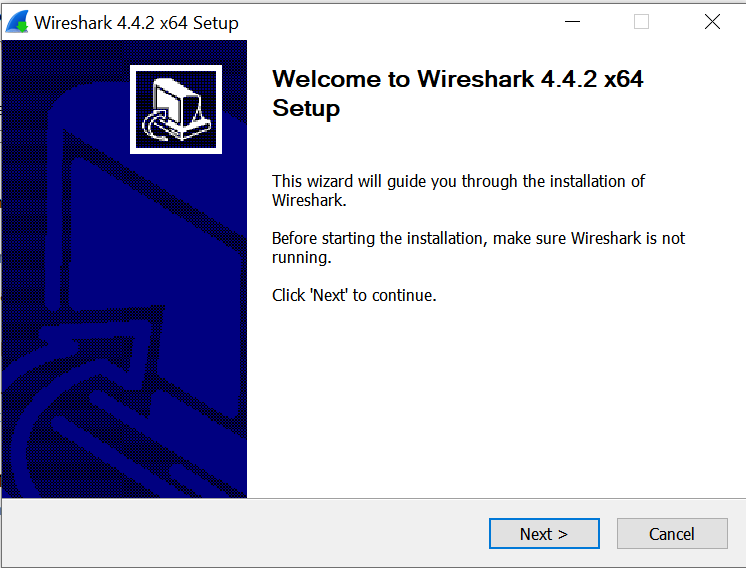 Wireshark 4.4.2 x64 Setup
Welcome to Wireshark 4.4.2 x64
Setup
This wizard will guide you through the installation of
Wireshark.
Before starting the installation, make sure Wireshark is not
running.
Click 'Next' to continue.
Next >
Cancel